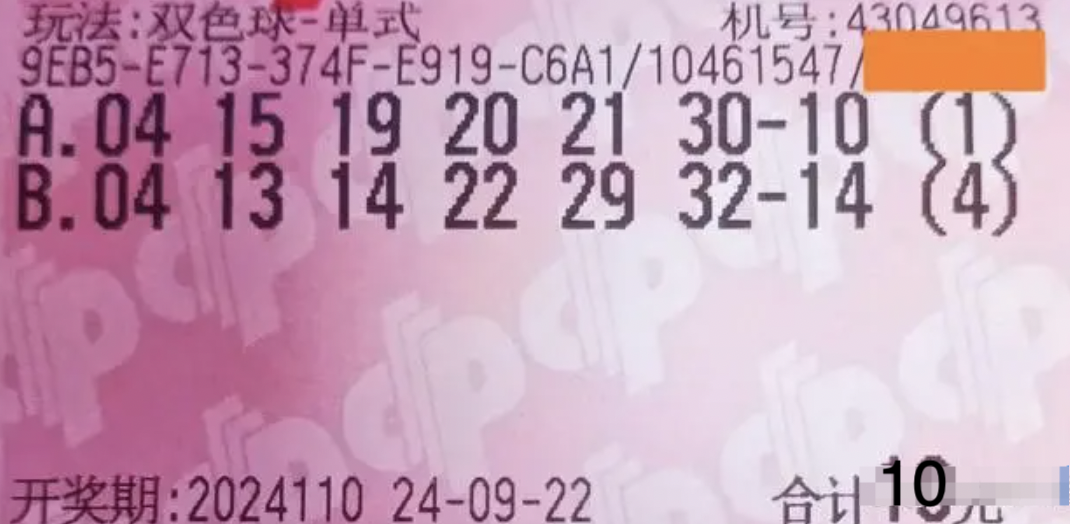 玩法:双色球-单式 机号:43049613
9EB5-E713-374F-E919-C6A1/10461547/
A.04 15 19 20 21 30-10 (1)
B.04 13 14 22 29 32-14 (4)
开奖期:2024110 24-09-22 合计10元